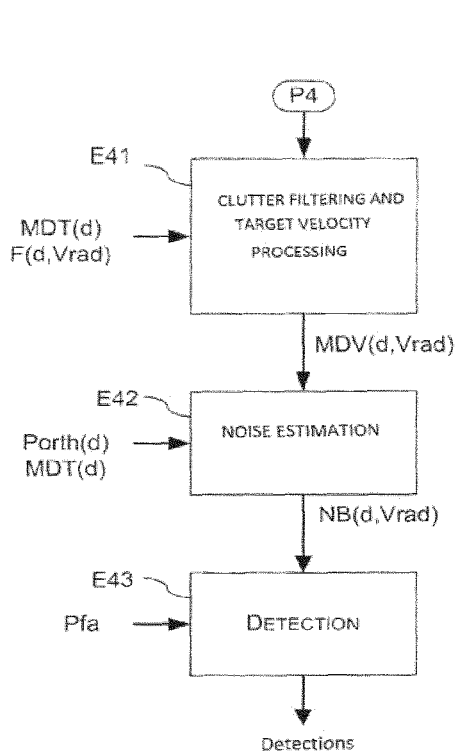 P4
E41
CLUTTER FILTERING AND
TARGET VELOCITY
PROCESSING
MDT(d)
F(d,Vrad)
MDV(d,Vrad)
E42
NOISE ESTIMATION
Porth(d)
MDT(d)
NB(d,Vrad)
E43
DETECTION
Pfa
Detections